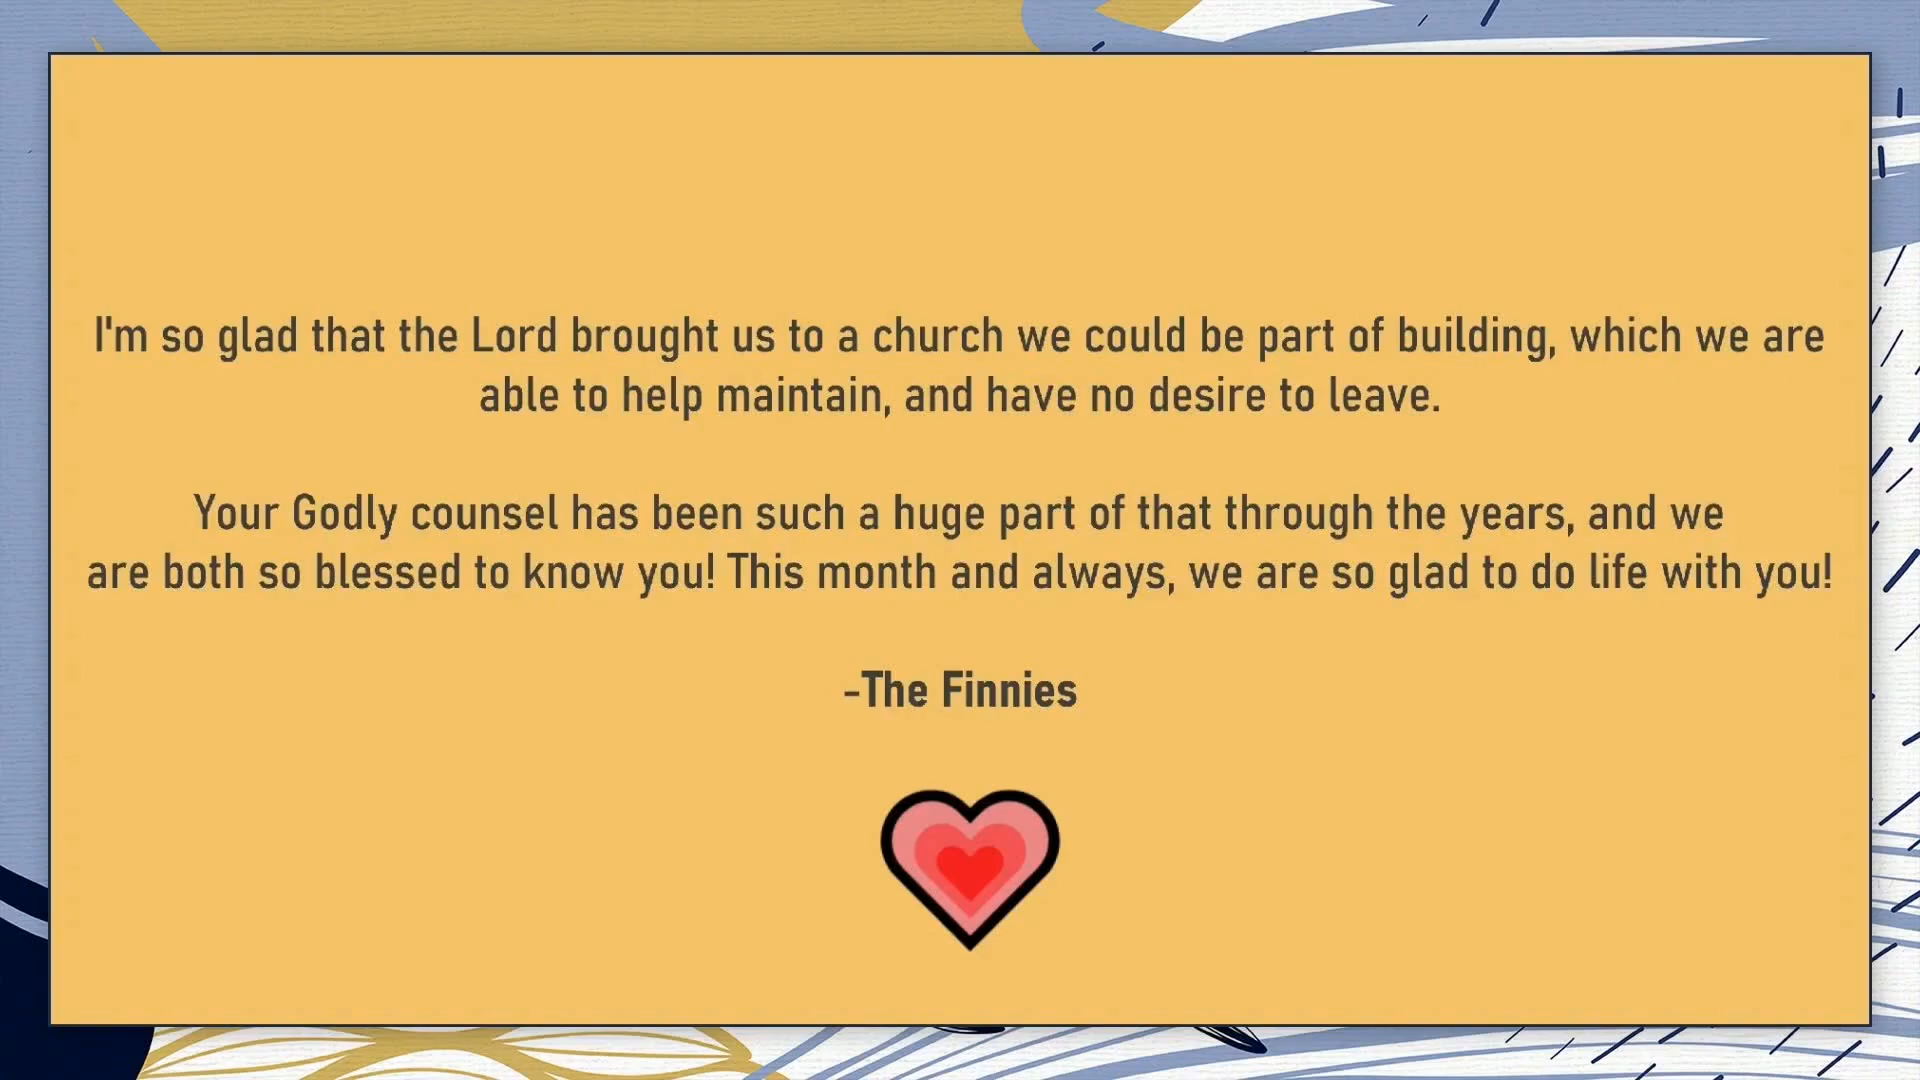 I'm so glad that the Lord brought us to a church we could be part of building, which we are
able to help maintain, and have no desire to leave.
Your Godly counsel has been such a huge part of that through the years, and we
are both so blessed to know you! This month and always, we are so glad to do life with you!
-The Finnies